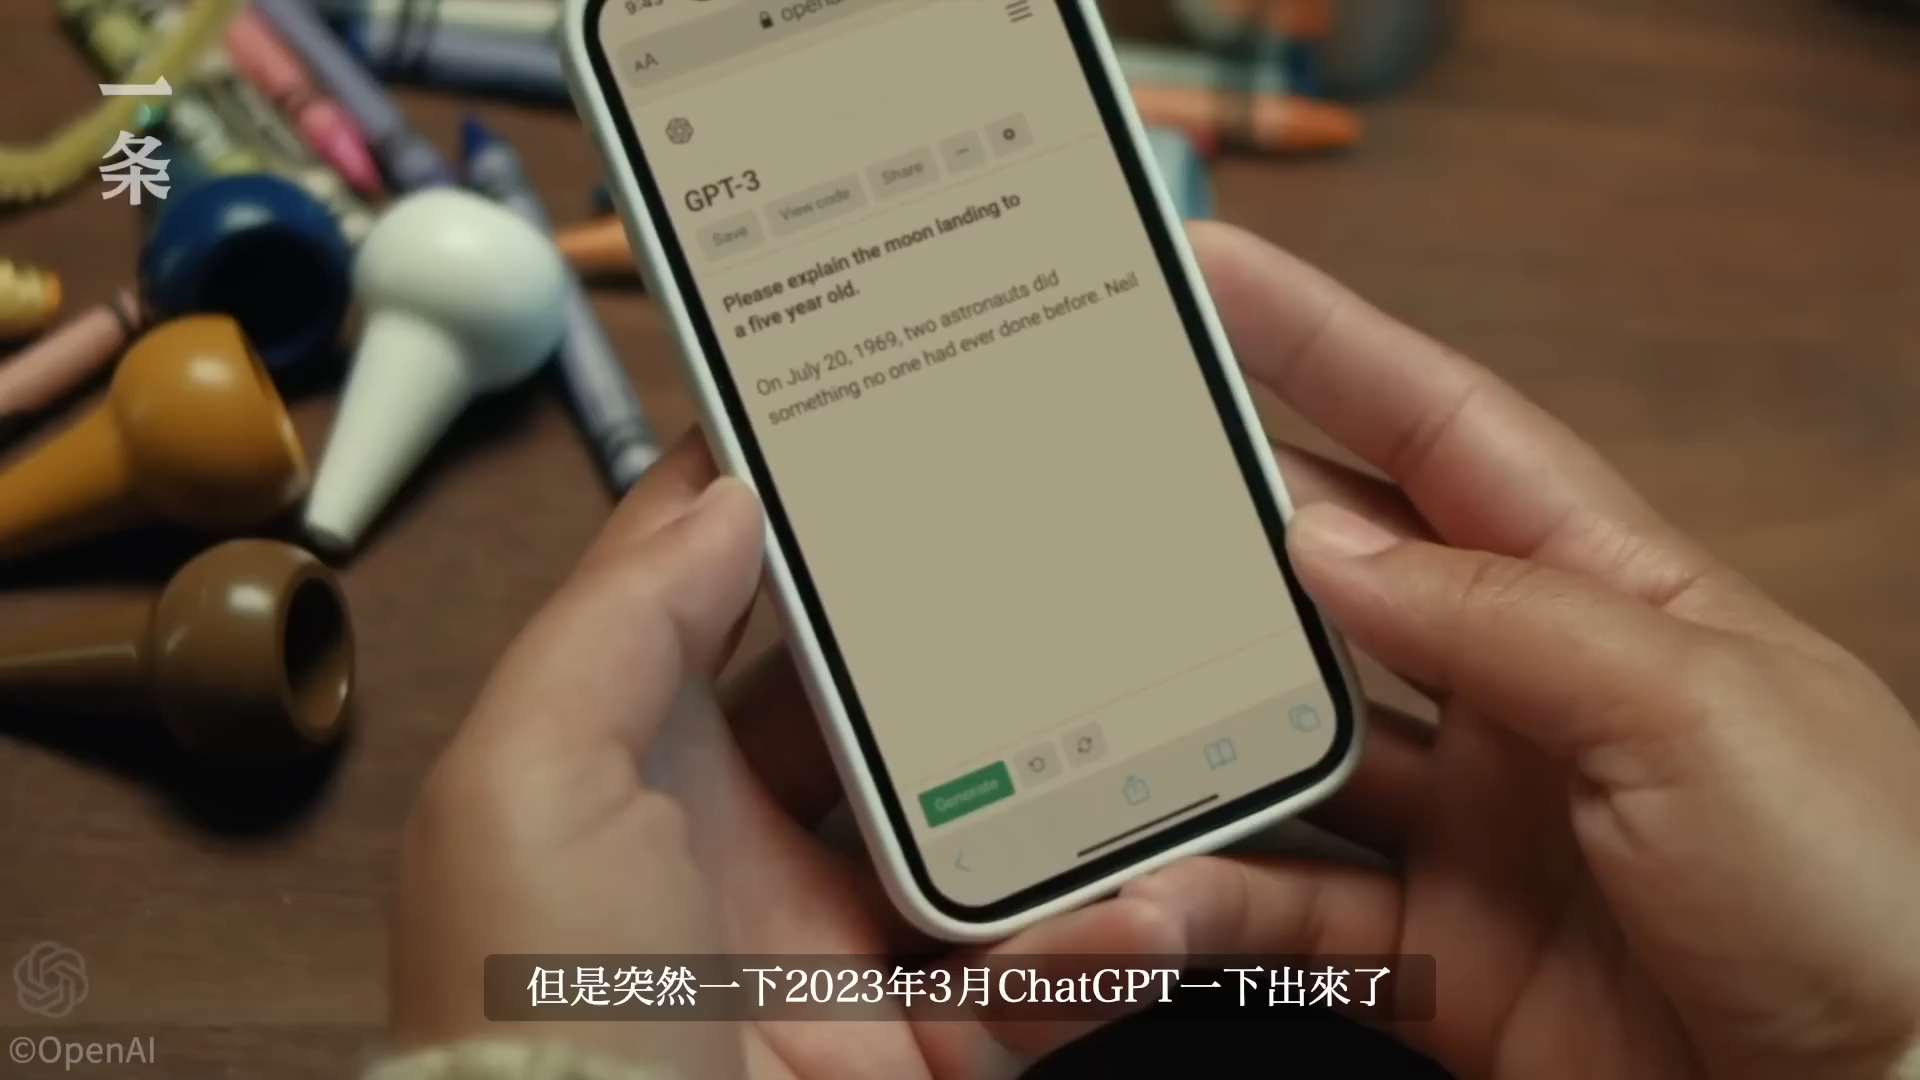 一条
9:45
AA
GPT-3
Save
View code
Share
Please explain the moon landing to
a five year old.
On July 20, 1969, two astronauts did
something no one had ever done before. Neil
Generate
但是突然一下2023年3月ChatGPT一下出來了
©OpenAI